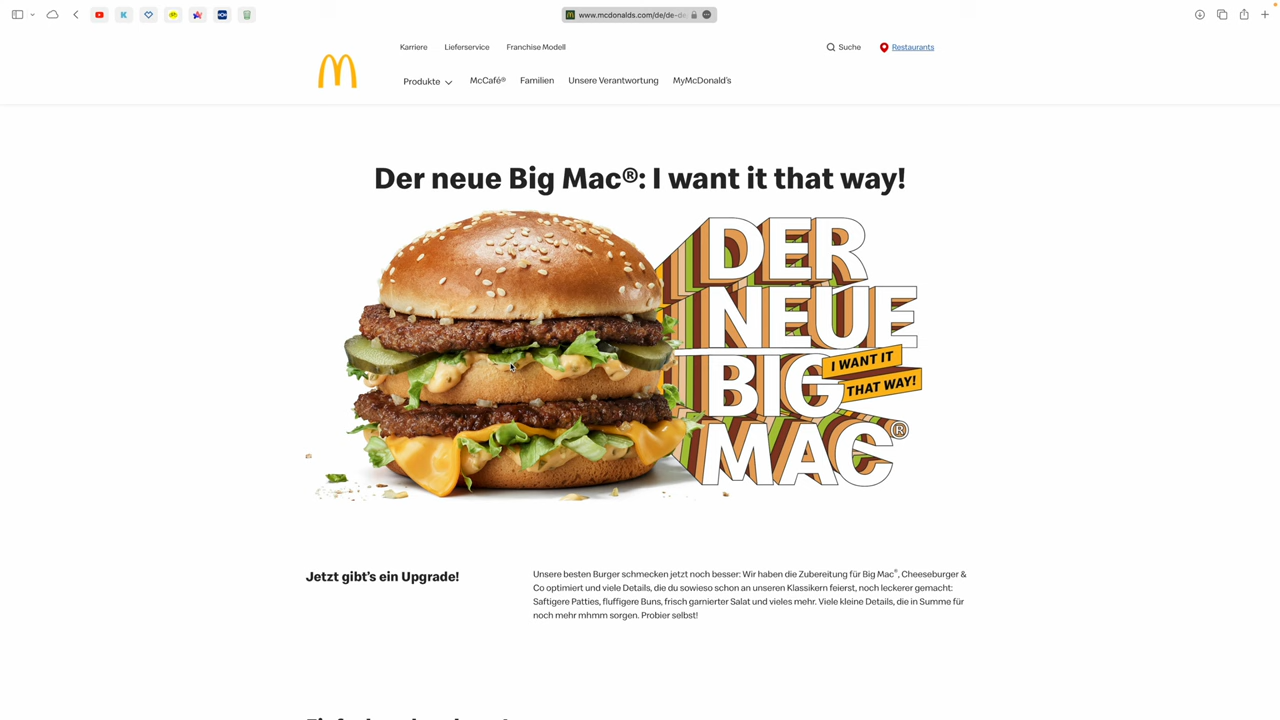 www.mcdonalds.com/de/de-de
Karriere Lieferservice Franchise Modell Suche Restaurants
Produkte McCafé® Familien Unsere Verantwortung MyMcDonald's
Der neue Big Mac®: I want it that way!
DER
NEUE
BIG
I WANT IT
THAT WAY!
MAC®
Jetzt gibt's ein Upgrade!
Unsere besten Burger schmecken jetzt noch besser: Wir haben die Zubereitung für Big Mac®, Cheeseburger &
Co optimiert und viele Details, die du sowieso schon an unseren Klassikern feierst, noch leckerer gemacht:
Saftigere Patties, fluffigere Buns, frisch garnierter Salat und vieles mehr. Viele kleine Details, die in Summe für
noch mehr mhmm sorgen. Probier selbst!